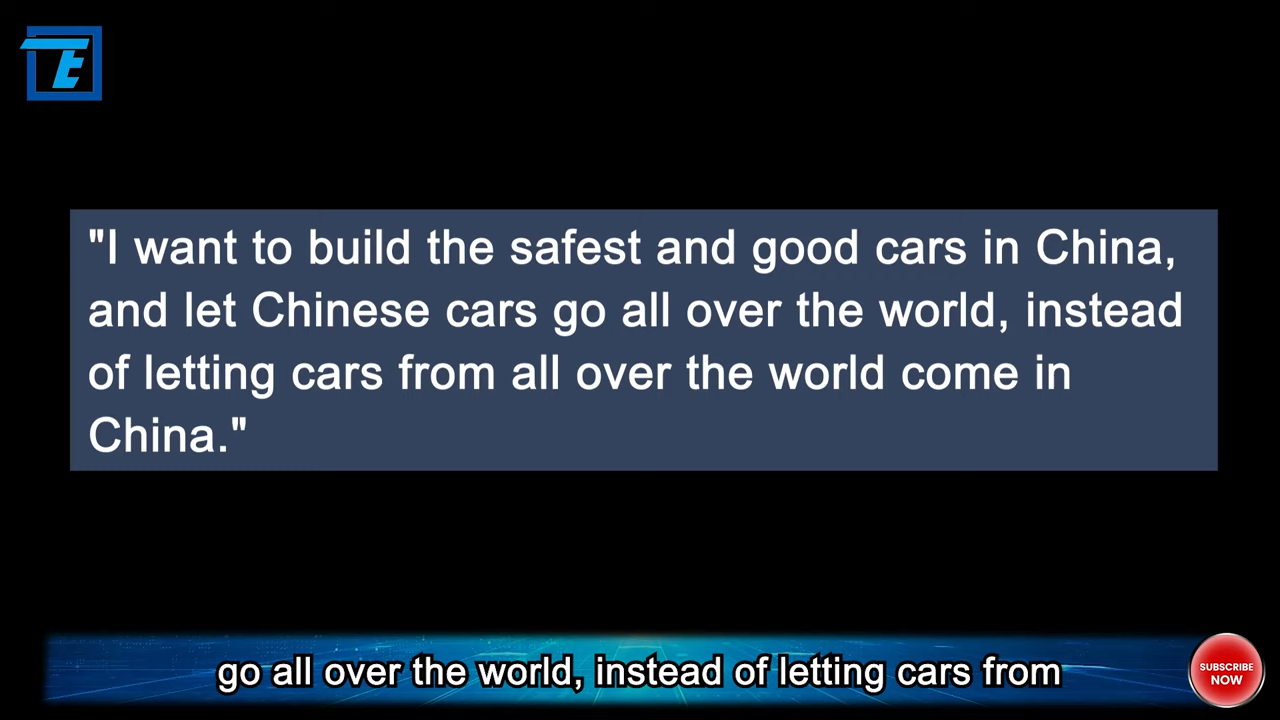 TE
"I want to build the safest and good cars in China,
and let Chinese cars go all over the world, instead
of letting cars from all over the world come in
China."
go all over the world, instead of letting cars from
SUBSCRIBE
NOW